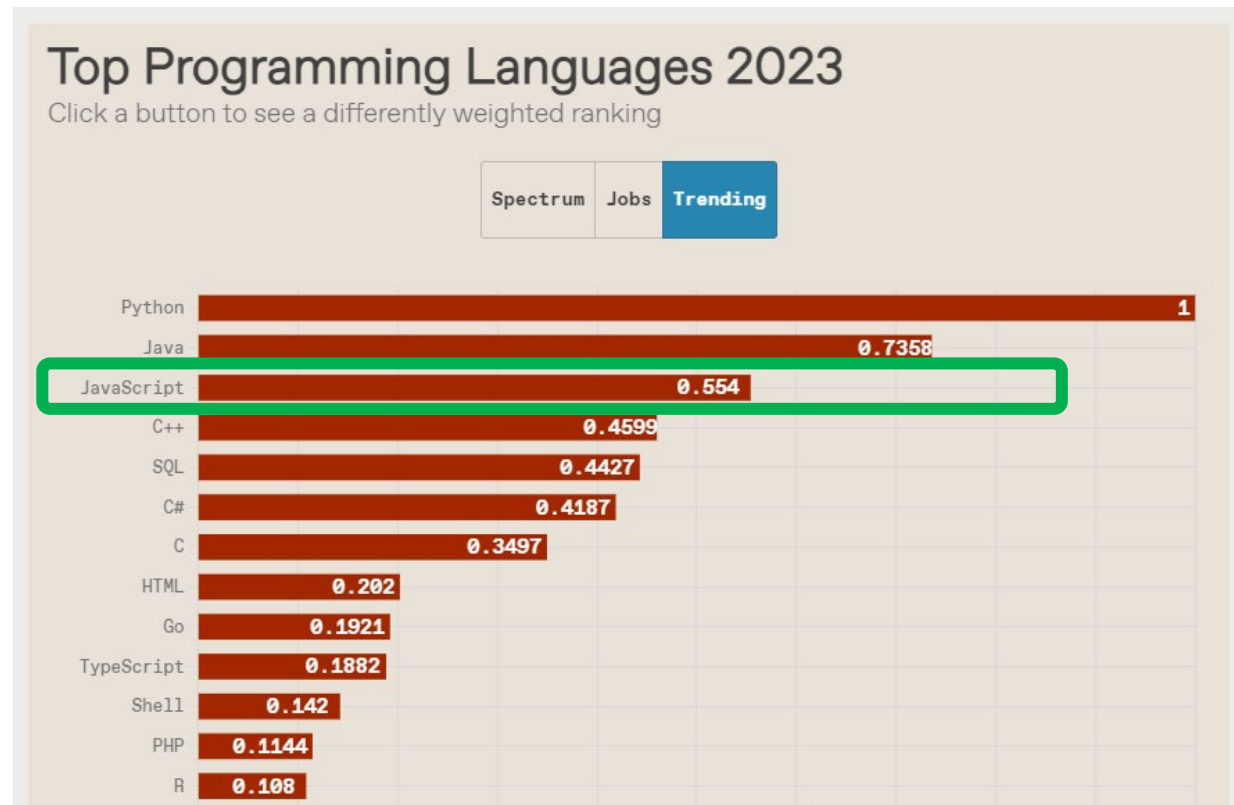 Top Programming Languages 2023
Click a button to see a differently weighted ranking
Spectrum Jobs Trending
Python 1
Java 0.7358
JavaScript 0.554
C++ 0.4599
SQL 0.4427
C# 0.4187
C 0.3497
HTML 0.202
Go 0.1921
TypeScript 0.1882
Shell 0.142
PHP 0.1144
R 0.108